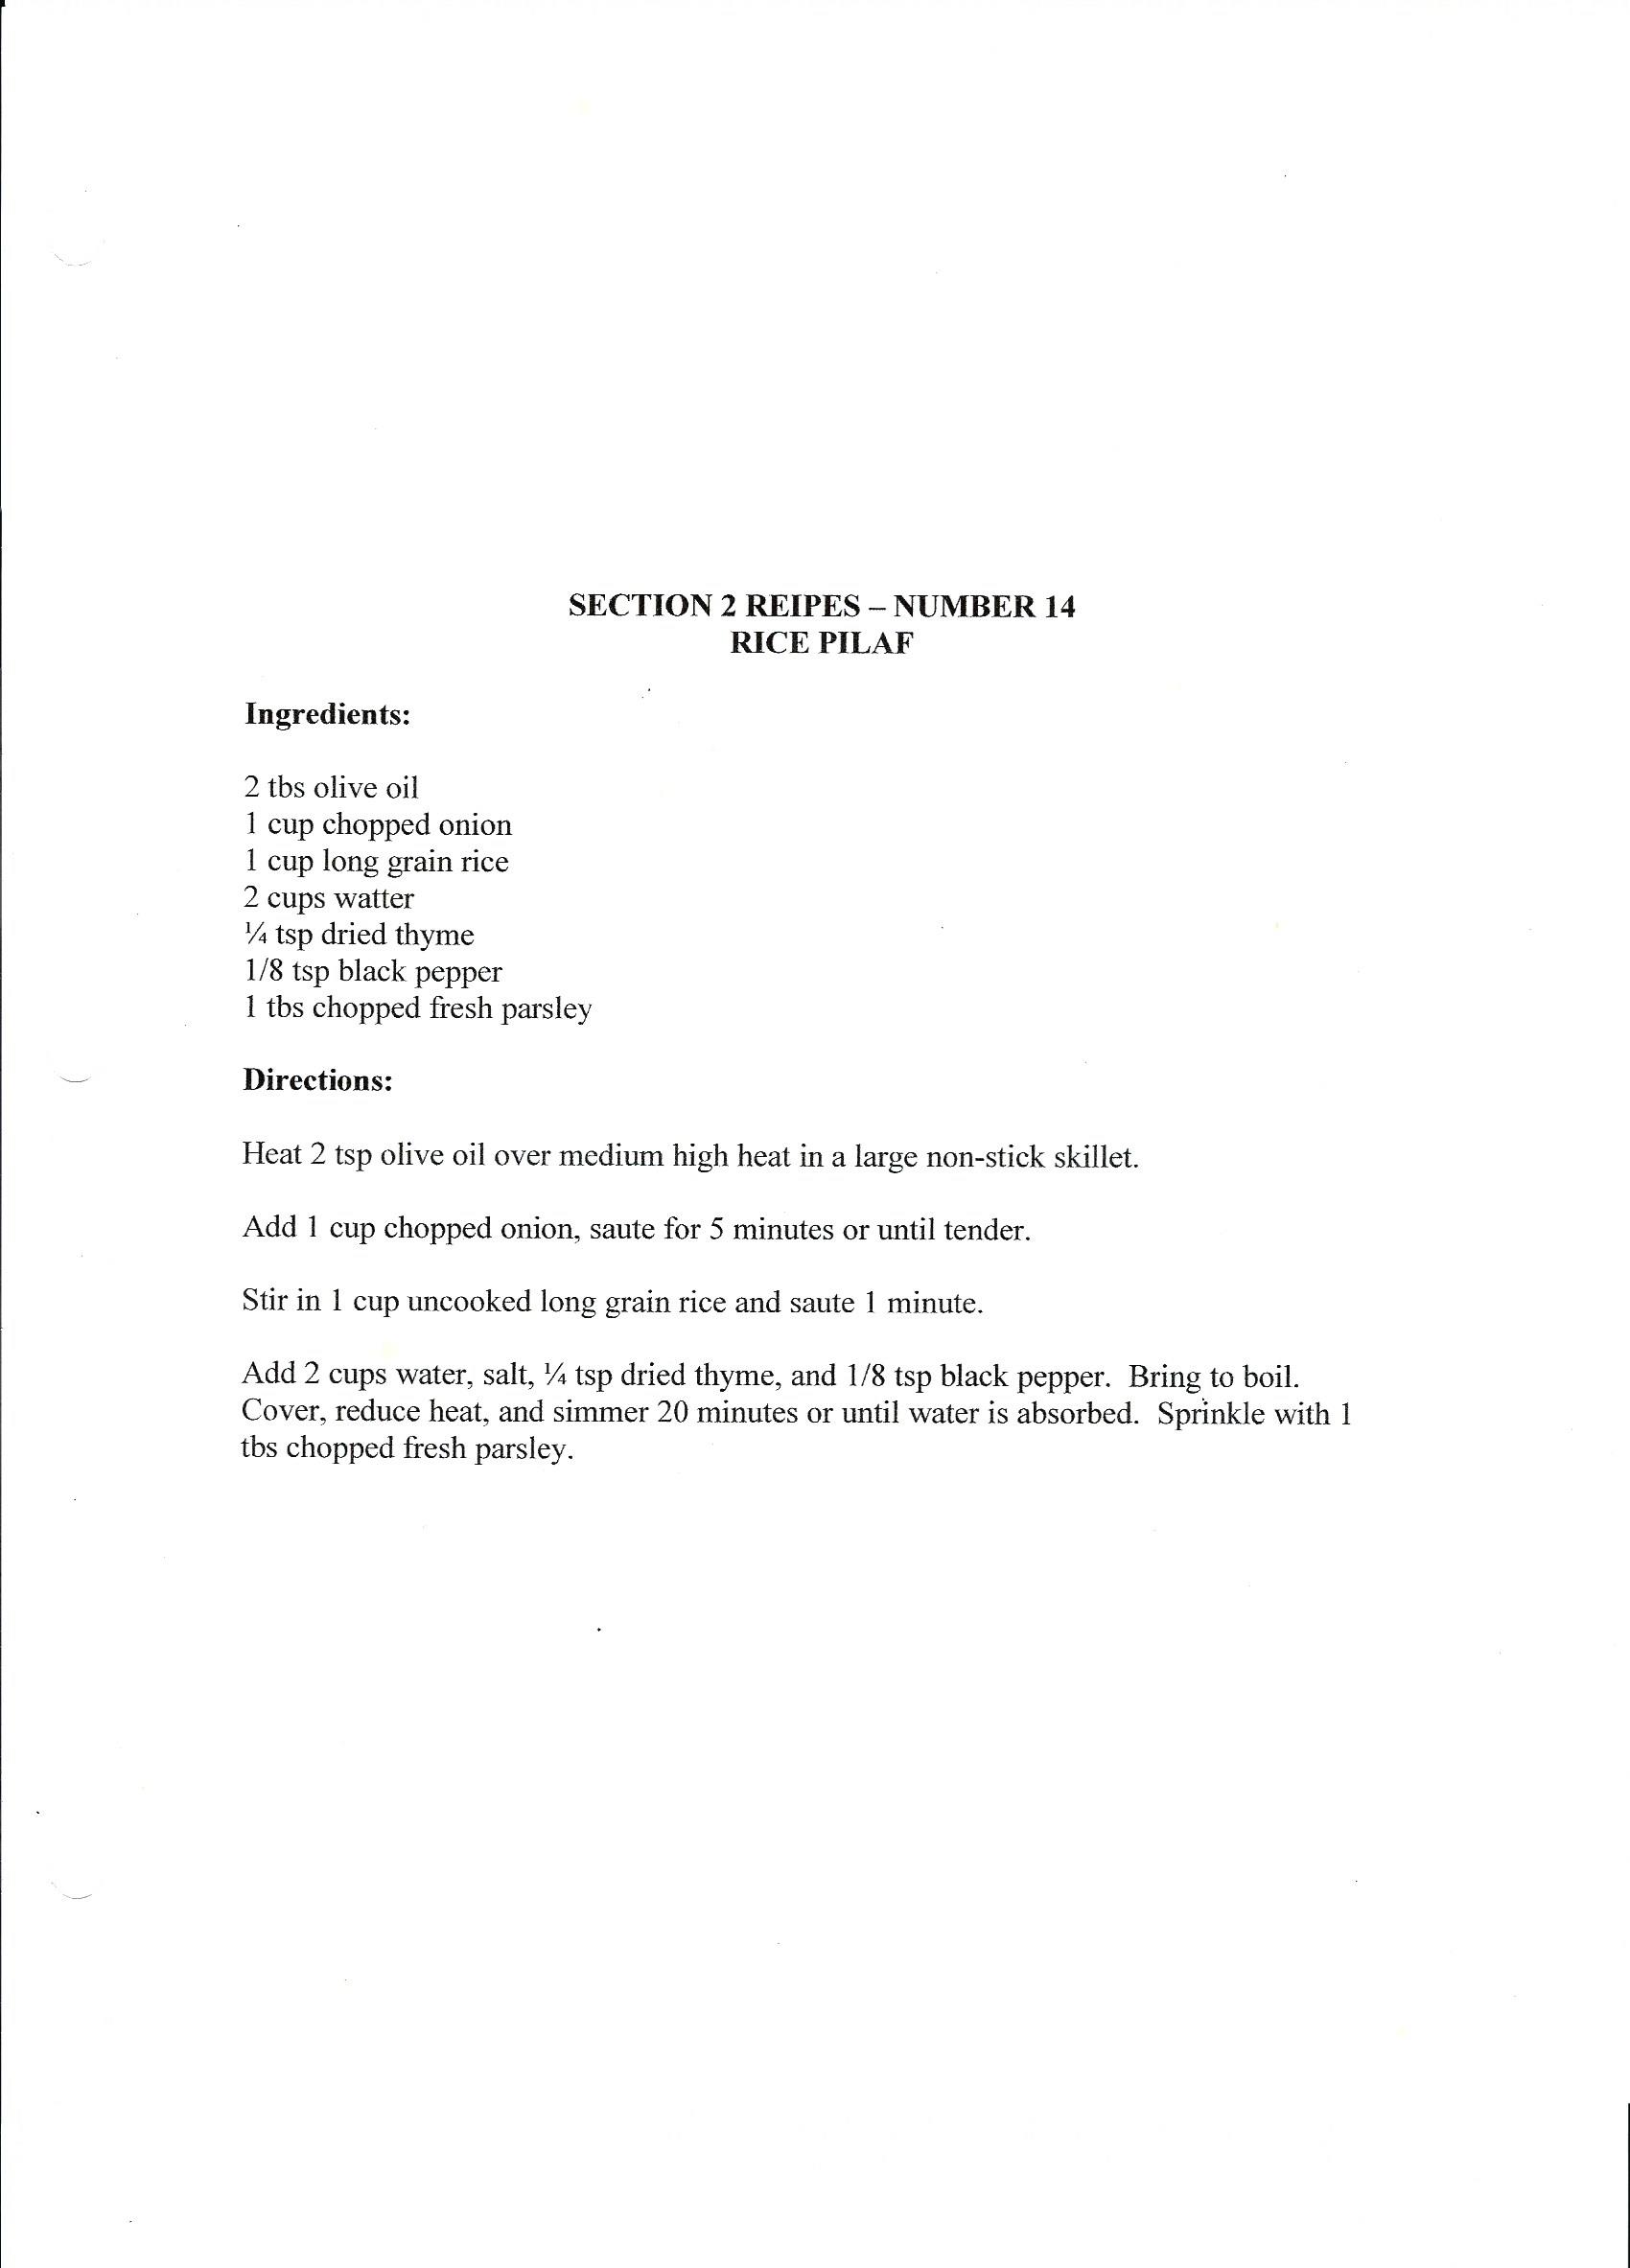 SECTION 2 REIPES – NUMBER 14
RICE PILAF
Ingredients:
2 tbs olive oil
1 cup chopped onion
1 cup long grain rice
2 cups watter
¼ tsp dried thyme
1/8 tsp black pepper
1 tbs chopped fresh parsley
Directions:
Heat 2 tsp olive oil over medium high heat in a large non-stick skillet.
Add 1 cup chopped onion, saute for 5 minutes or until tender.
Stir in 1 cup uncooked long grain rice and saute 1 minute.
Add 2 cups water, salt, ¼ tsp dried thyme, and 1/8 tsp black pepper.  Bring to boil.
Cover, reduce heat, and simmer 20 minutes or until water is absorbed.  Sprinkle with 1
tbs chopped fresh parsley.